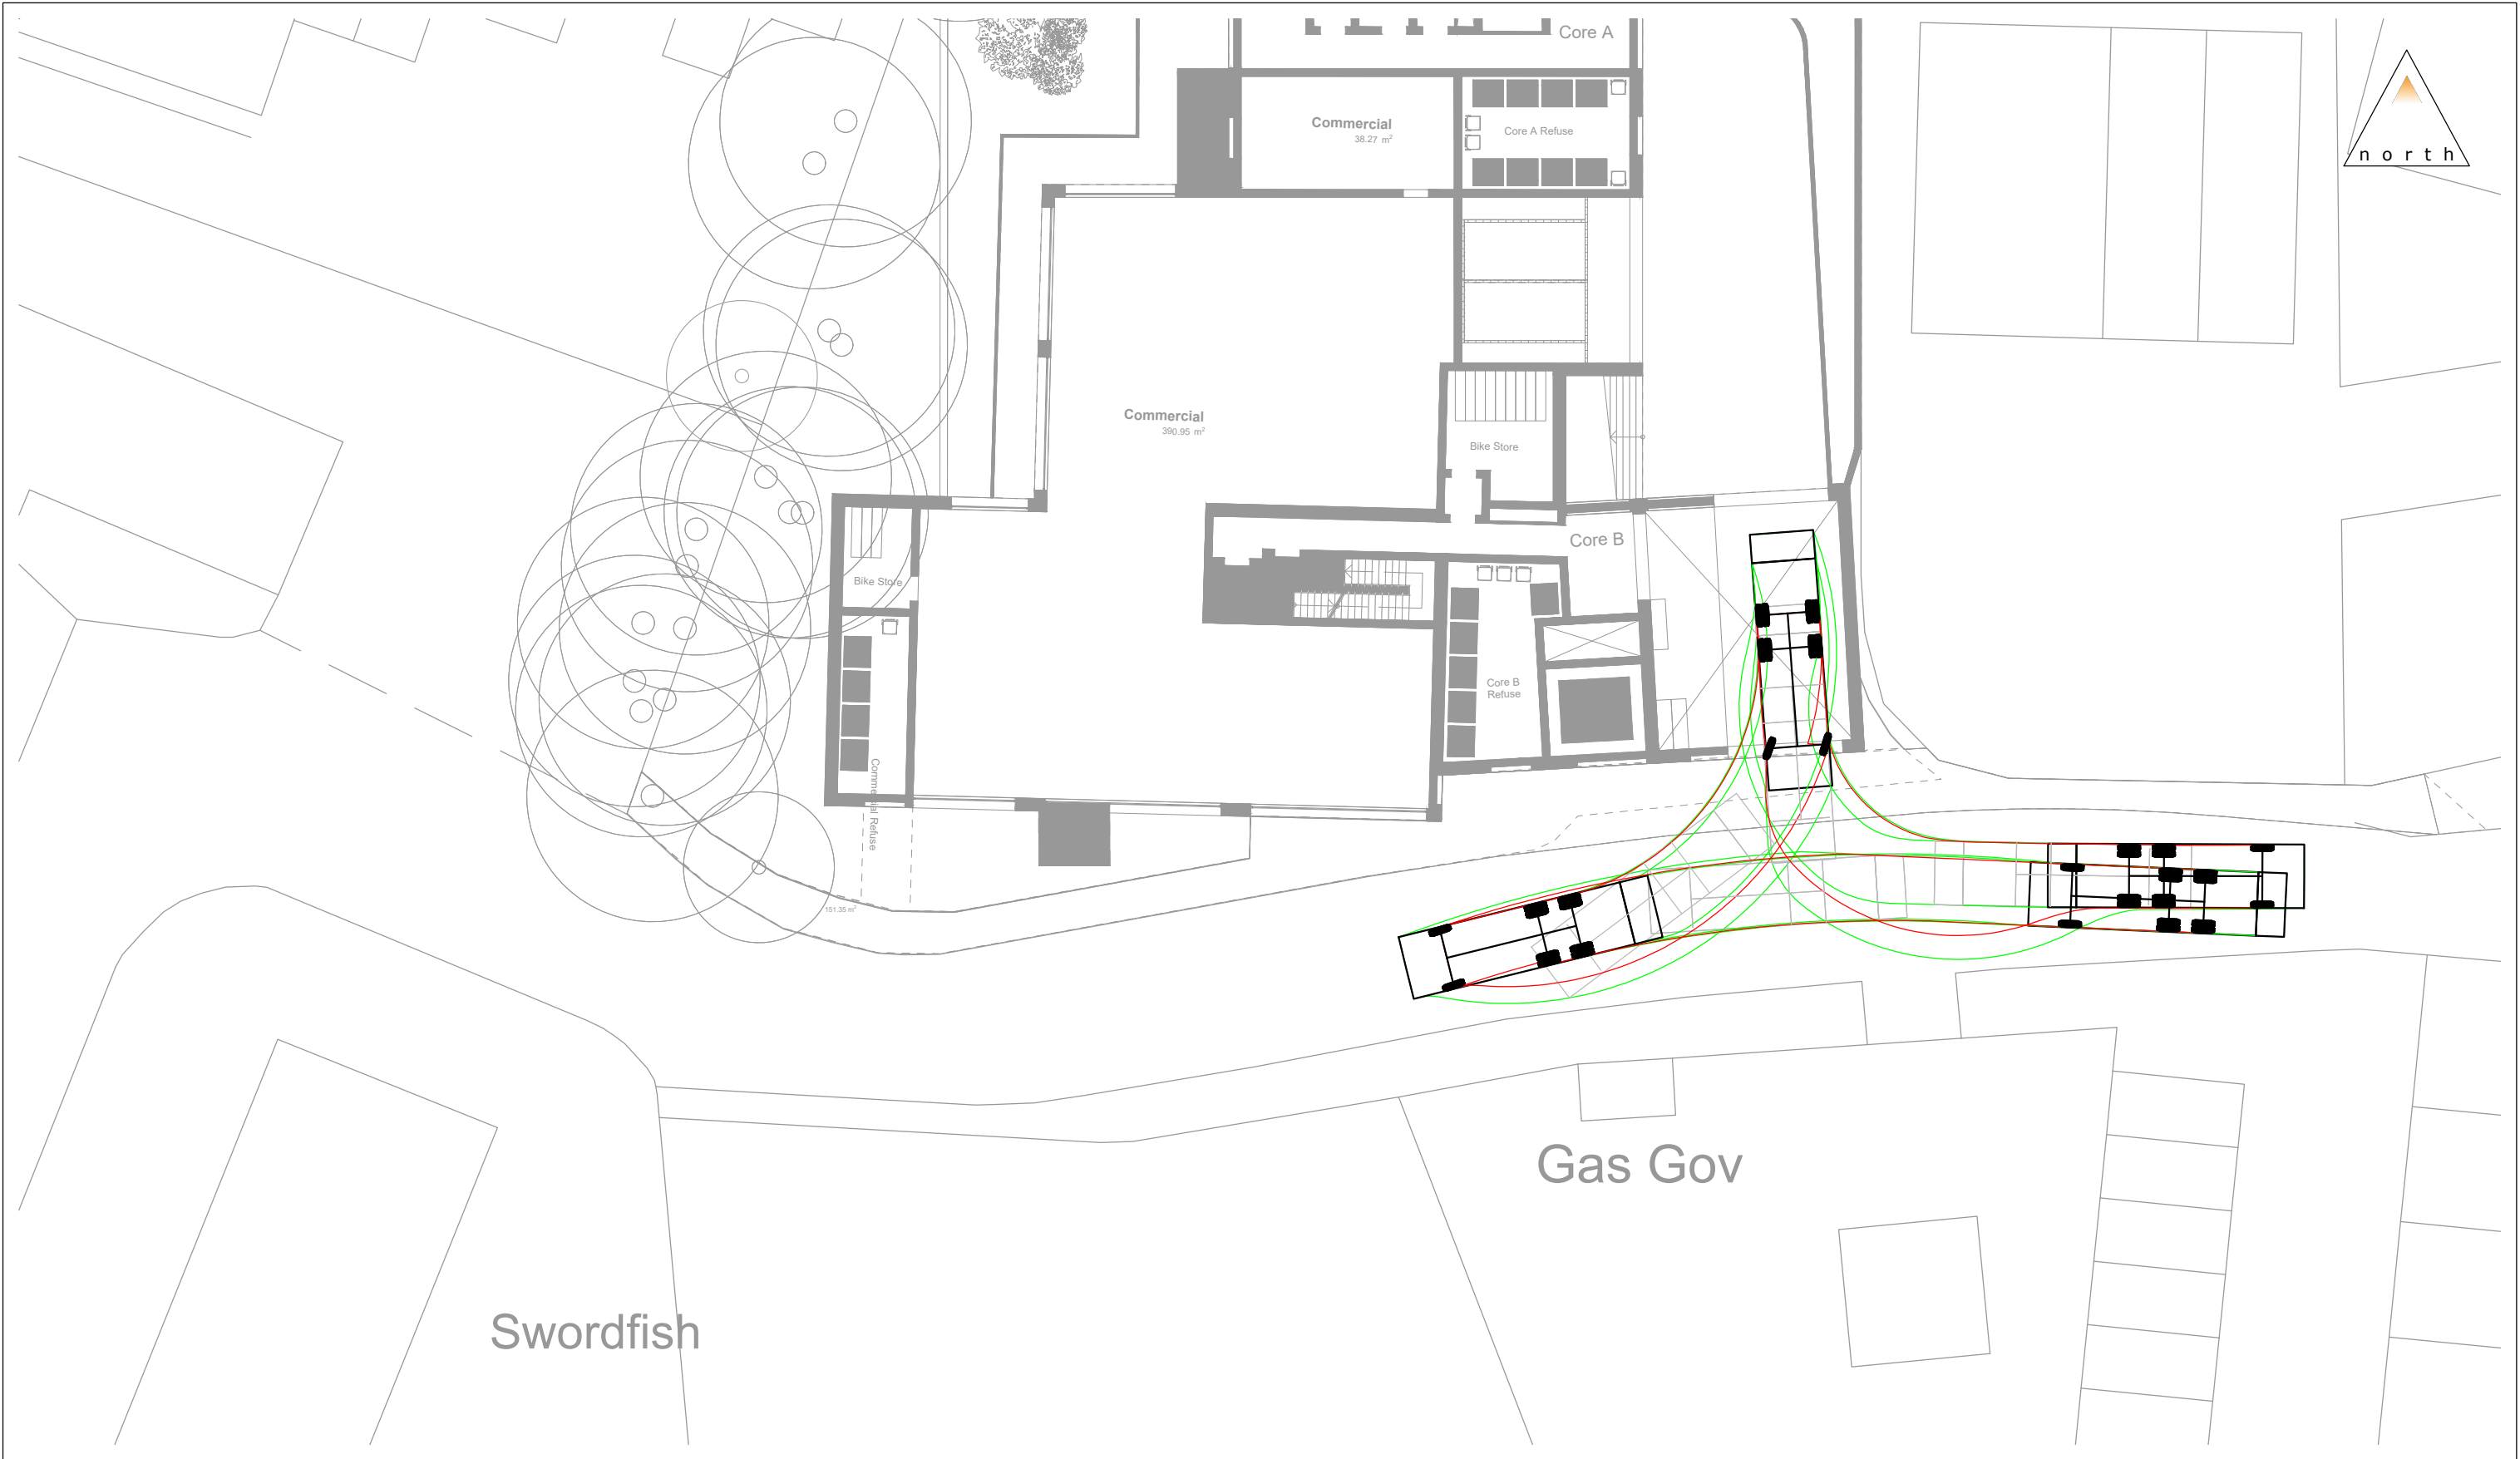 Core A
north
Commercial
38.27 m²
Core A Refuse
Commercial
390.95 m²
Bike Store
Core B
Bike Store
Core B
Refuse
Commercial Refuse
151.35 m²
Gas Gov
Swordfish